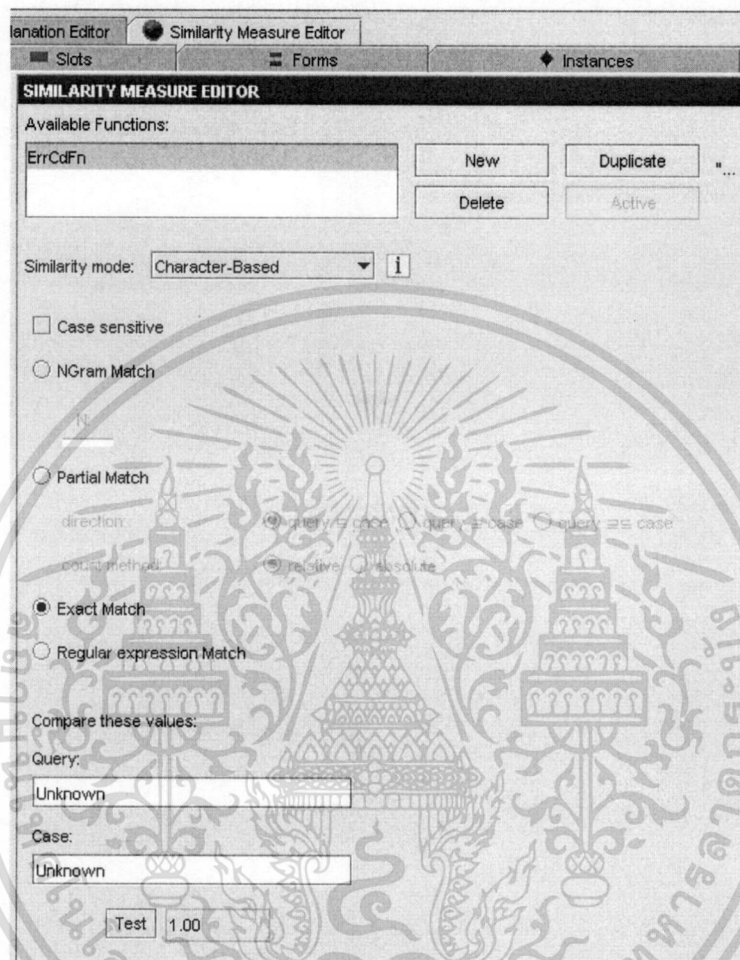 lanation Editor Similarity Measure Editor
Slots Forms Instances
SIMILARITY MEASURE EDITOR
Available Functions:
ErrCdFn
New Duplicate "...
Delete Active
Similarity mode: Character-Based i
Case sensitive
NGram Match
N:
Partial Match
direction: query ⊆ case query ⊇ case query ⊇⊆ case
count method: relative absolute
Exact Match
Regular expression Match
Compare these values:
Query:
Unknown
Case:
Unknown
Test 1.00